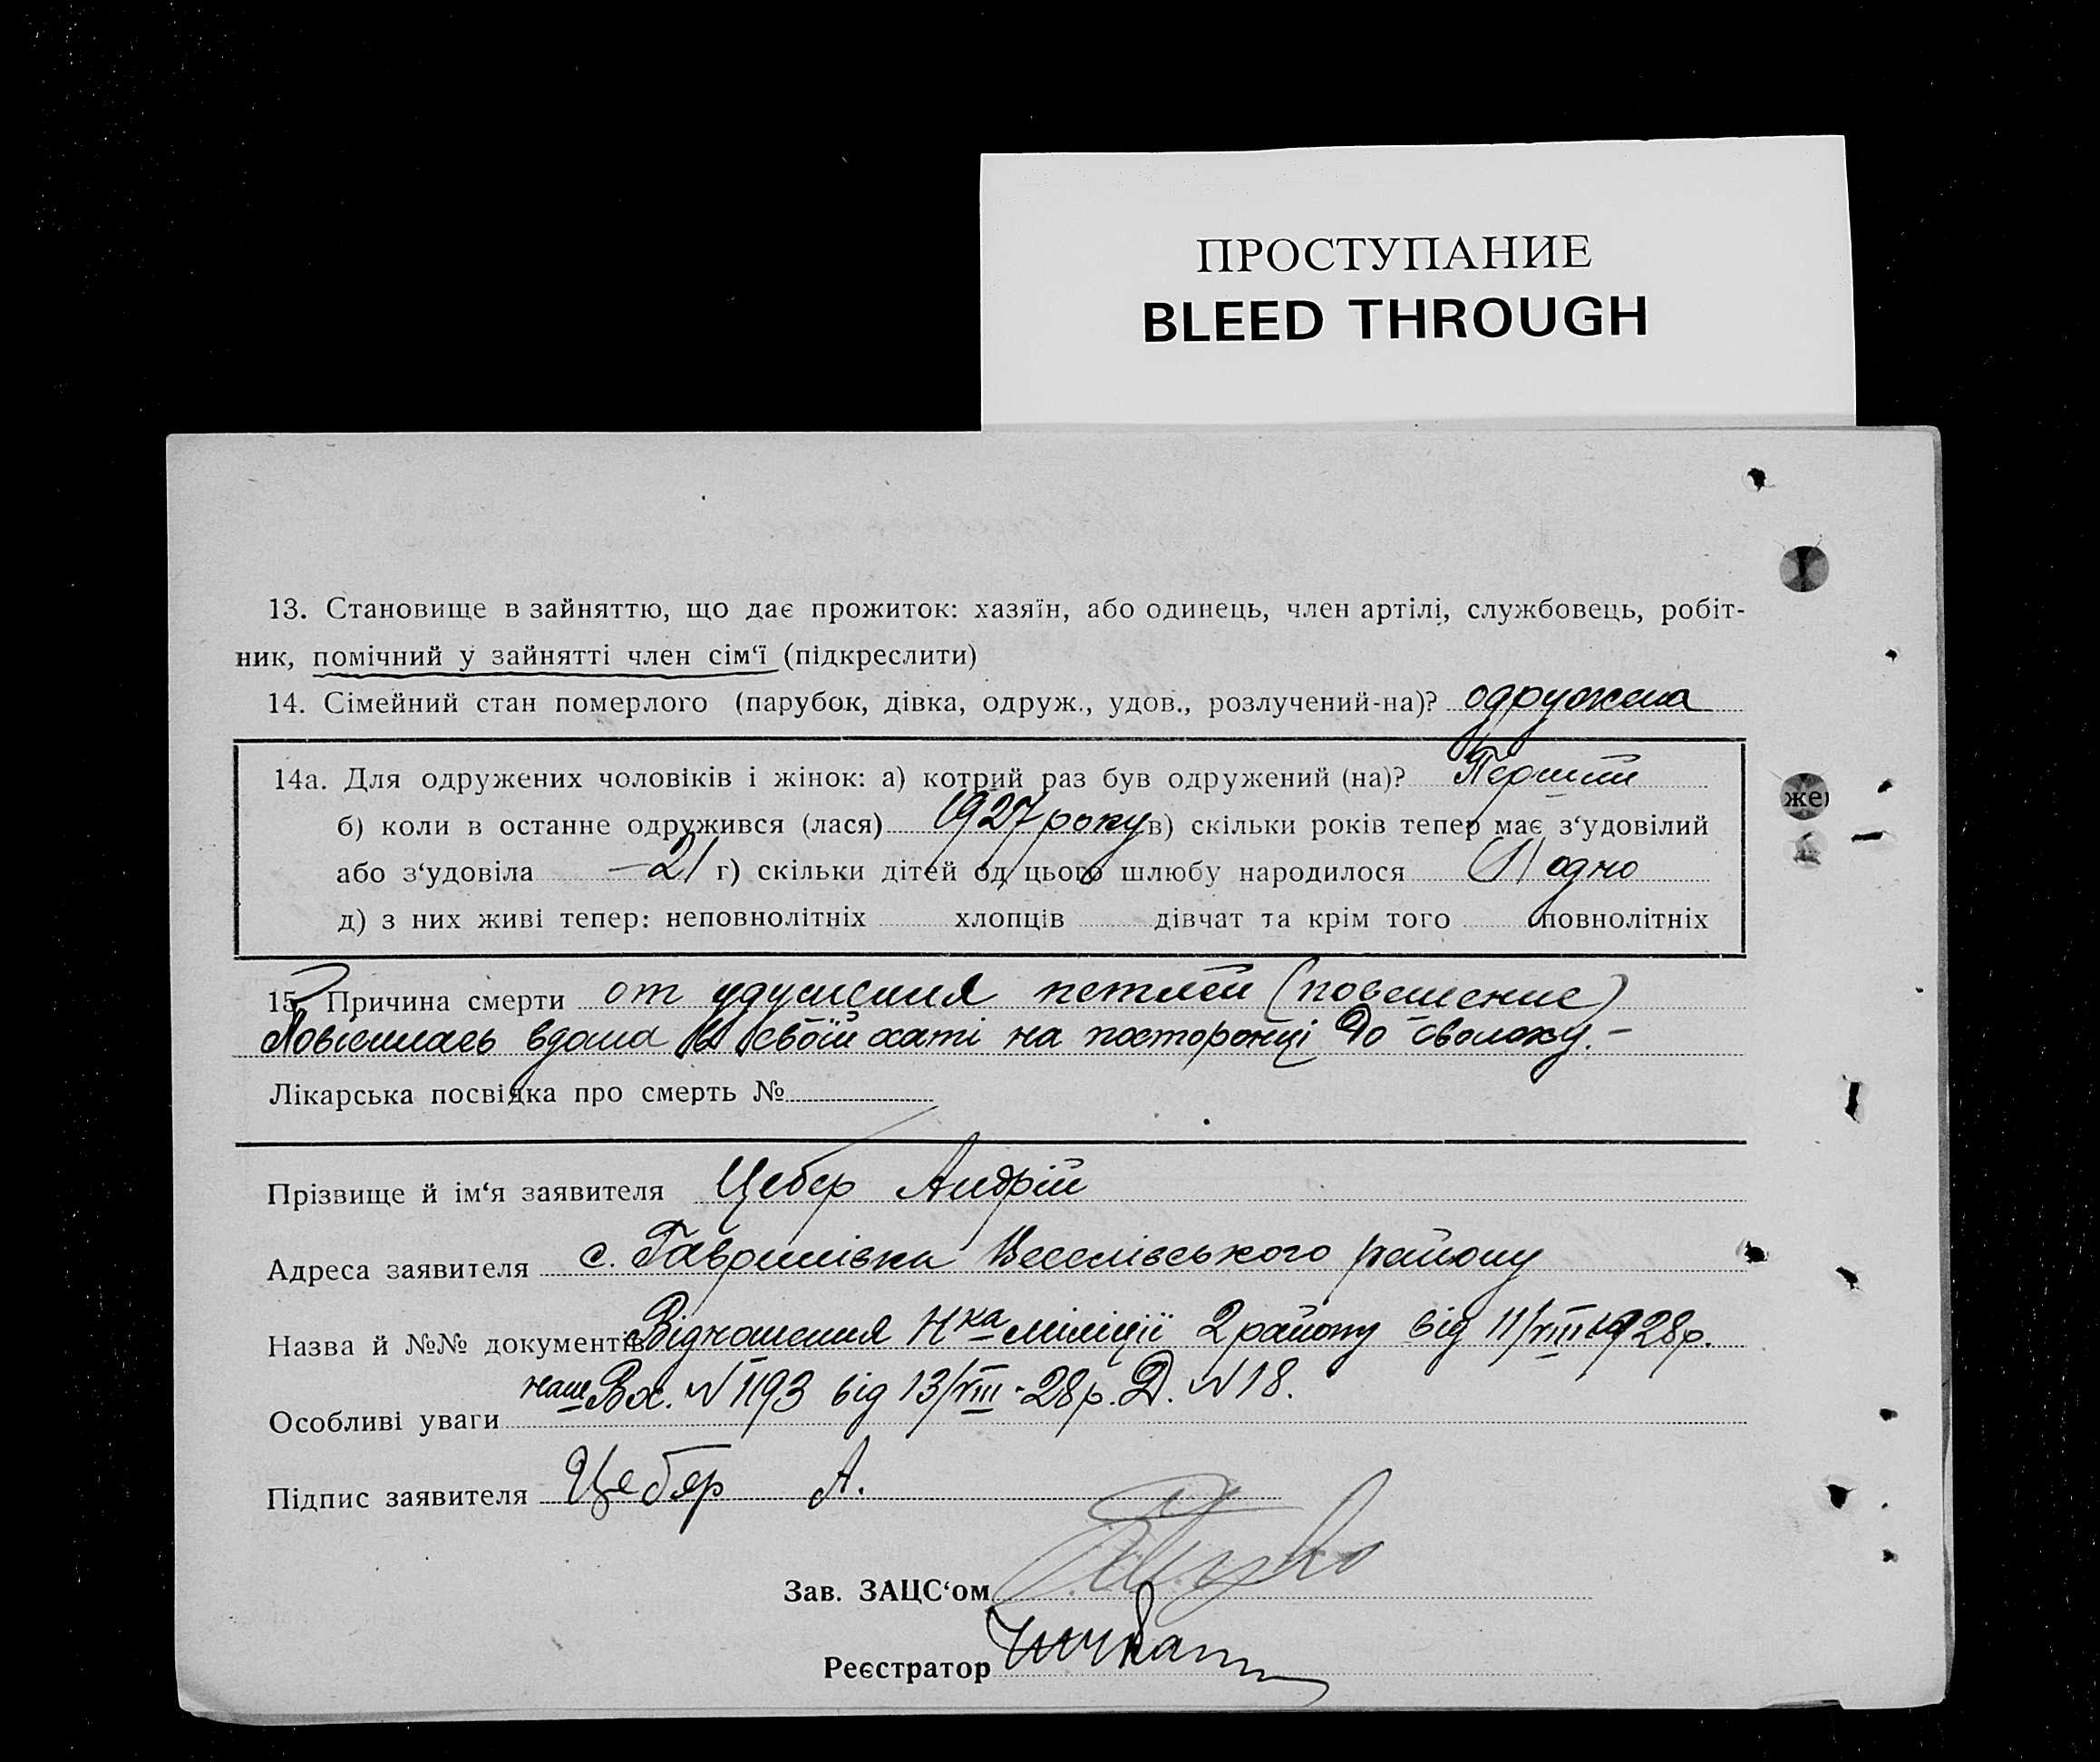 ПРОСТУПАНИЕ
BLEED THROUGH
13. Становище в зайняттю, що дає прожиток: хазяїн, або одинець, член артілі, службовець, робіт-
ник, помічний у зайнятті член сім‘ї (підкреслити)
14. Сімейний стан померлого (парубок, дівка, одруж., удов., розлучений-на)? одружена
14а. Для одружених чоловіків і жінок: а) котрий раз був одружений (на)? Перший
б) коли в останне одружився (лася) 1927 року в) скільки років тепер має з‘удовілий
або з‘удовіла – 21 г) скільки дітей од цього шлюбу народилося (1) одно
д) з них живі тепер: неповнолітніх хлопців дівчат та крім того повнолітніх
15 Причина смерти от удушения петлей (повешение)
Повісилась вдома в своїй хаті на посторонці до сволоку. –
Лікарська посвідка про смерть №
Прізвище й ім‘я заявителя Цебер Андрій
Адреса заявителя с. Гаврилівка Веселівського району
Назва й №№ документів Відношення Нка міліції 2 району від 11/VIII 1928 р.
наш Вх. № 1193 від 13/VIII - 28 р. Д. № 18.
Особливі уваги
Підпис заявителя Цебер А.
Зав. ЗАЦС‘ом
Реєстратор
же